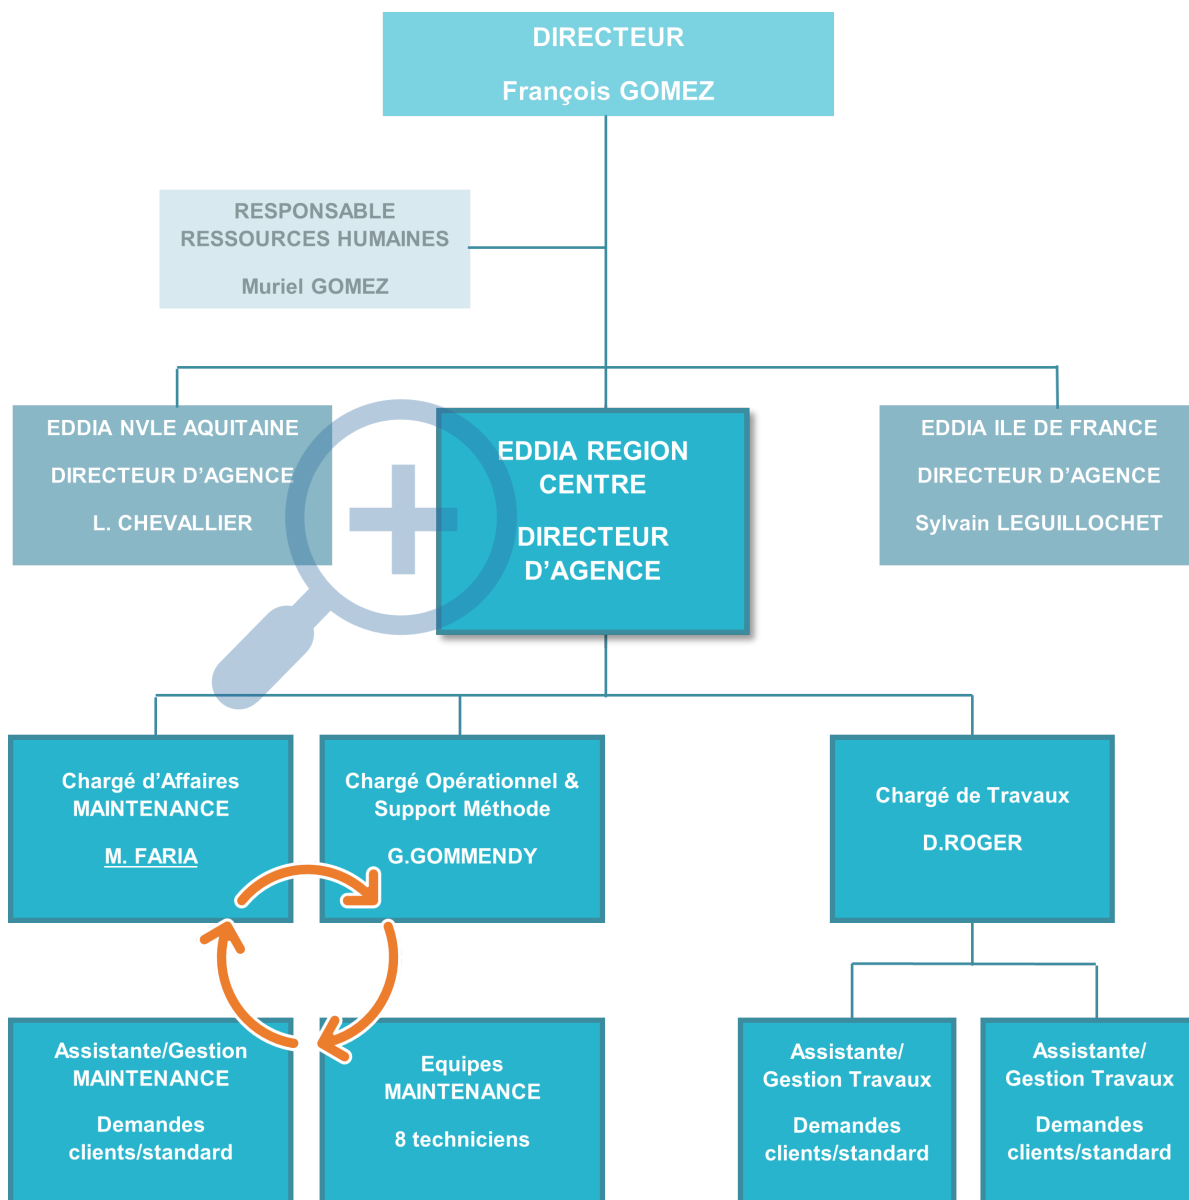 DIRECTEUR
François GOMEZ
RESPONSABLE
RESSOURCES HUMAINES
Muriel GOMEZ
EDDIA NVLE AQUITAINE
DIRECTEUR D’AGENCE
L. CHEVALLIER
EDDIA REGION
CENTRE
DIRECTEUR
D’AGENCE
EDDIA ILE DE FRANCE
DIRECTEUR D’AGENCE
Sylvain LEGUILLOCHET
Chargé d’Affaires
MAINTENANCE
M. FARIA
Chargé Opérationnel &
Support Méthode
G.GOMMENDY
Chargé de Travaux
D.ROGER
Assistante/Gestion
MAINTENANCE
Demandes
clients/standard
Equipes
MAINTENANCE
8 techniciens
Assistante/
Gestion Travaux
Demandes
clients/standard
Assistante/
Gestion Travaux
Demandes
clients/standard